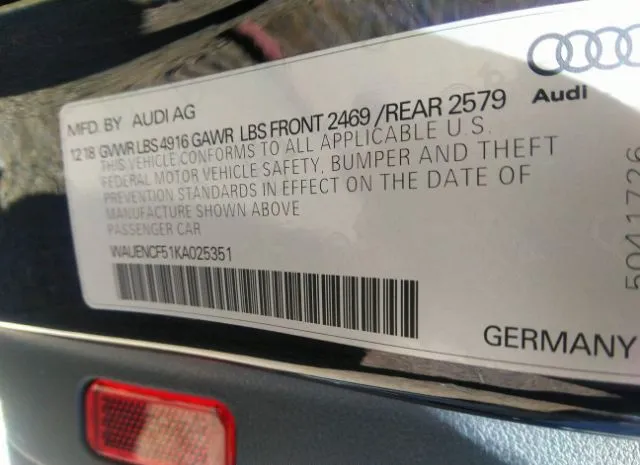 MFD. BY AUDI AG
12 18 GVWR LBS 4916 GAWR LBS FRONT 2469 /REAR 2579
THIS VEHICLE CONFORMS TO ALL APPLICABLE U.S.
FEDERAL MOTOR VEHICLE SAFETY, BUMPER AND THEFT
PREVENTION STANDARDS IN EFFECT ON THE DATE OF
MANUFACTURE SHOWN ABOVE
PASSENGER CAR
WAUENCF51KA025351
Audi
5041726
GERMANY